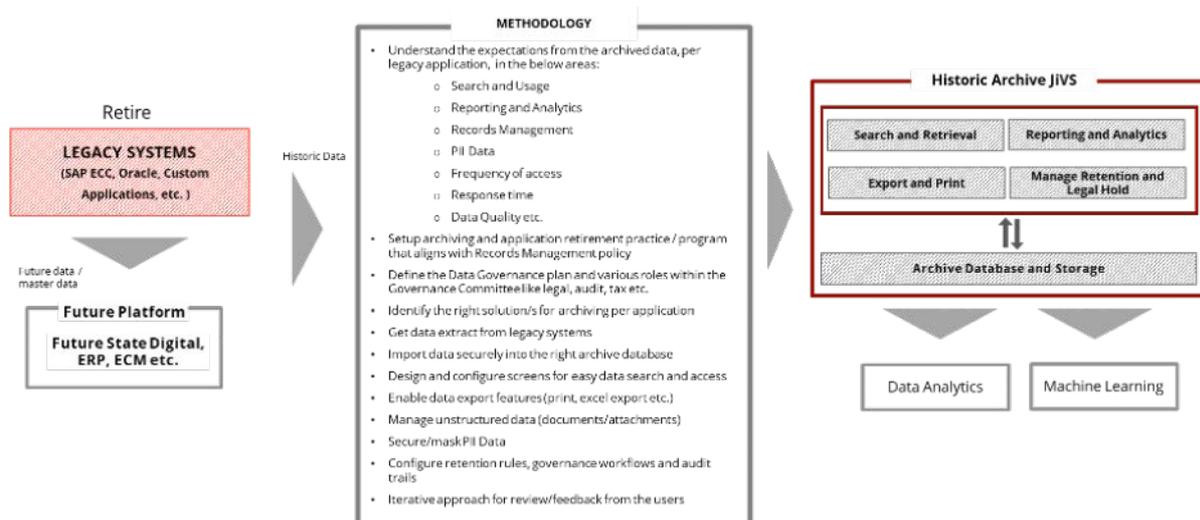 Retire
LEGACY SYSTEMS
(SAP ECC, Oracle, Custom
Applications, etc. )
Future data /
master data
Future Platform
Future State Digital,
ERP, ECM etc.
Historic Data
METHODOLOGY
• Understand the expectations from the archived data, per
legacy application, in the below areas:
o Search and Usage
o Reporting and Analytics
o Records Management
o PII Data
o Frequency of access
o Response time
o Data Quality etc.
• Setup archiving and application retirement practice / program
that aligns with Records Management policy
• Define the Data Governance plan and various roles within the
Governance Committee like legal, audit, tax etc.
• Identify the right solution/s for archiving per application
• Get data extract from legacy systems
• Import data securely into the right archive database
• Design and configure screens for easy data search and access
• Enable data export features (print, excel export etc.)
• Manage unstructured data (documents/attachments)
• Secure/mask PII Data
• Configure retention rules, governance workflows and audit
trails
• Iterative approach for review/feedback from the users
Historic Archive JiVS
Search and Retrieval
Reporting and Analytics
Export and Print
Manage Retention and
Legal Hold
Archive Database and Storage
Data Analytics
Machine Learning